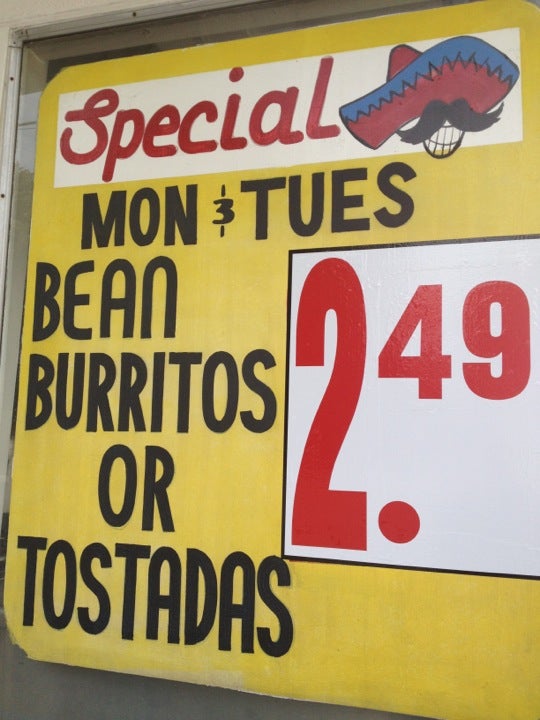 Special
MON & TUES
BEAN
BURRITOS
OR
TOSTADAS
2.49